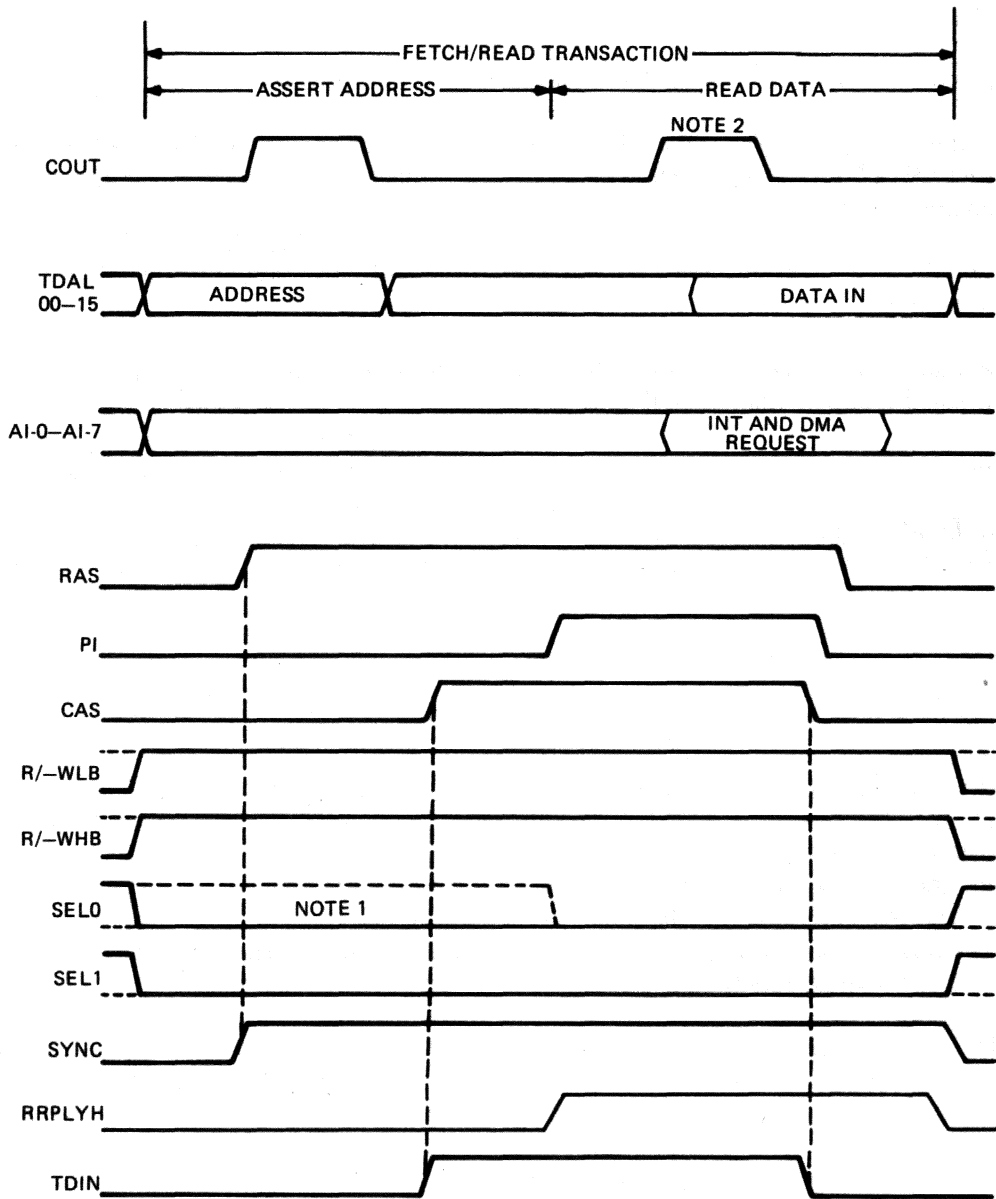 FETCH/READ TRANSACTION
ASSERT ADDRESS
READ DATA
NOTE 2
COUT
TDAL
00—15
ADDRESS
DATA IN
AI-0—AI-7
INT AND DMA
REQUEST
RAS
PI
CAS
R/—WLB
R/—WHB
SEL0
NOTE 1
SEL1
SYNC
RRPLYH
TDIN